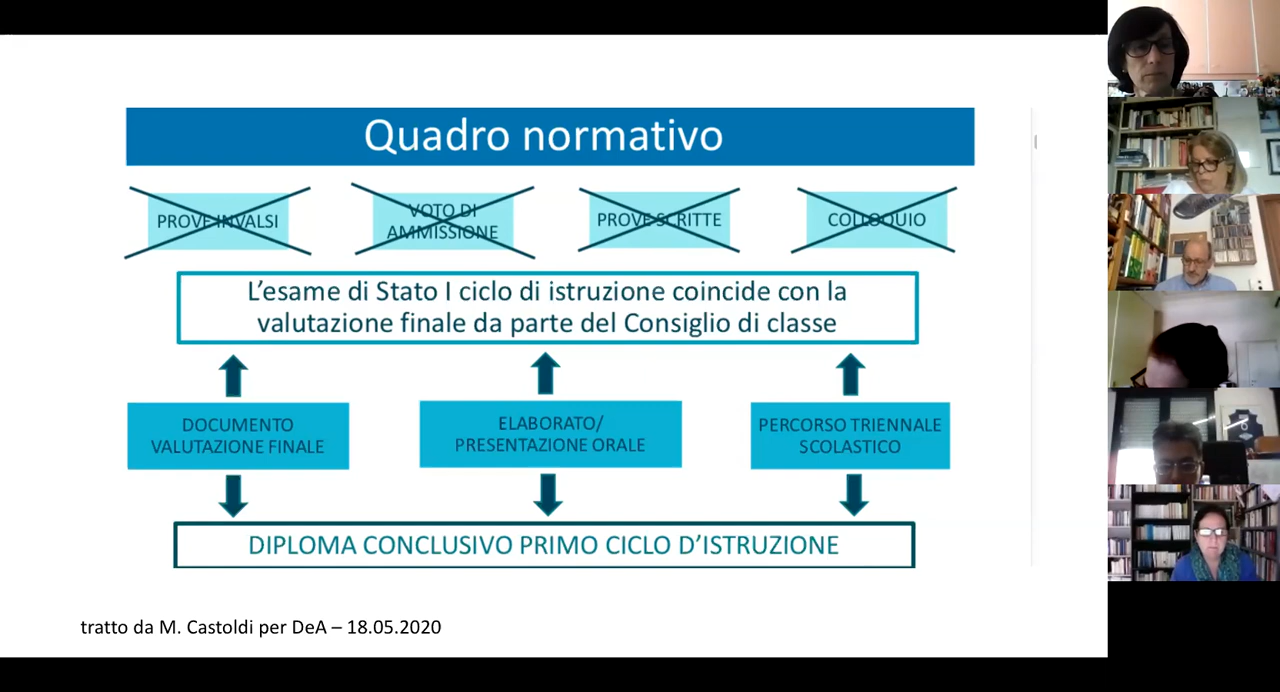 Quadro normativo
PROVE INVALSI
VOTO DI
AMMISSIONE
PROVE SCRITTE
COLLOQUIO
L’esame di Stato I ciclo di istruzione coincide con la
valutazione finale da parte del Consiglio di classe
DOCUMENTO
VALUTAZIONE FINALE
ELABORATO/
PRESENTAZIONE ORALE
PERCORSO TRIENNALE
SCOLASTICO
DIPLOMA CONCLUSIVO PRIMO CICLO D’ISTRUZIONE
tratto da M. Castoldi per DeA – 18.05.2020